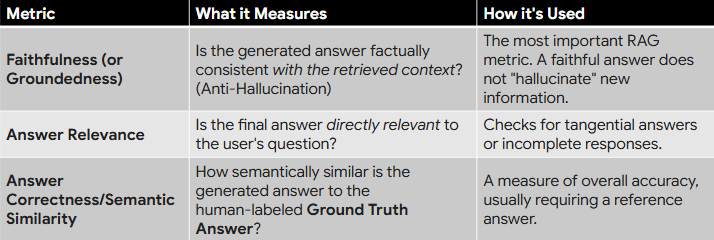 Metric
What it Measures
How it's Used
Faithfulness (or
Groundedness)
Is the generated answer factually
consistent with the retrieved context?
(Anti-Hallucination)
The most important RAG
metric. A faithful answer does
not "hallucinate" new
information.
Answer Relevance
Is the final answer directly relevant to
the user's question?
Checks for tangential answers
or incomplete responses.
Answer
Correctness/Semantic
Similarity
How semantically similar is the
generated answer to the
human-labeled Ground Truth
Answer?
A measure of overall accuracy,
usually requiring a reference
answer.